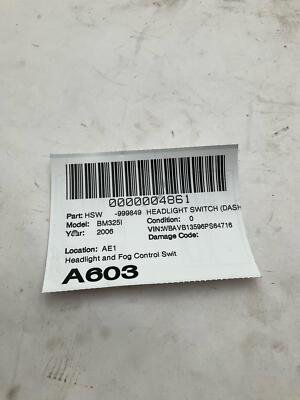 0000004861
Part: HSW -999849 HEADLIGHT SWITCH (DASH
Model: BM325I Condition: 0
Year: 2006 VIN:WBAVB13596PS64716
Damage Code:
Location: AE1
Headlight and Fog Control Swit
A603